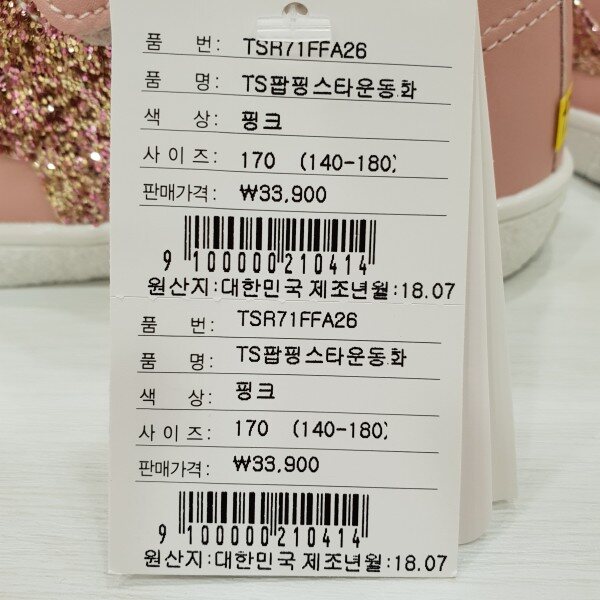 품 번: TSR71FFA26
품 명: TS팝핑스타운동화
색 상: 핑크
사이즈: 170 (140-180)
판매가격: ₩33,900
9 100000 210414
원산지:대한민국 제조년월:18.07
품 번: TSR71FFA26
품 명: TS팝핑스타운동화
색 상: 핑크
사이즈: 170 (140-180)
판매가격: ₩33,900
9 100000 210414
원산지:대한민국 제조년월:18.07